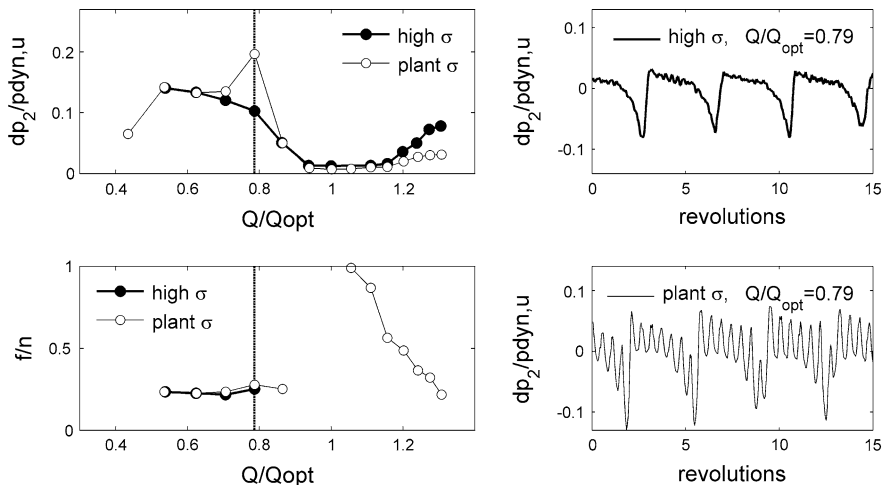 dp2/pdyn,u
0.2
0.1
0
high σ
plant σ
0.4 0.6 0.8 1 1.2
Q/Qopt
dp2/pdyn,u
0.1
0
-0.1
high σ, Q/Qopt=0.79
0 5 10 15
revolutions
f/n
1
0.5
0
high σ
plant σ
0.4 0.6 0.8 1 1.2
Q/Qopt
dp2/pdyn,u
0.1
0
-0.1
plant σ, Q/Qopt=0.79
0 5 10 15
revolutions